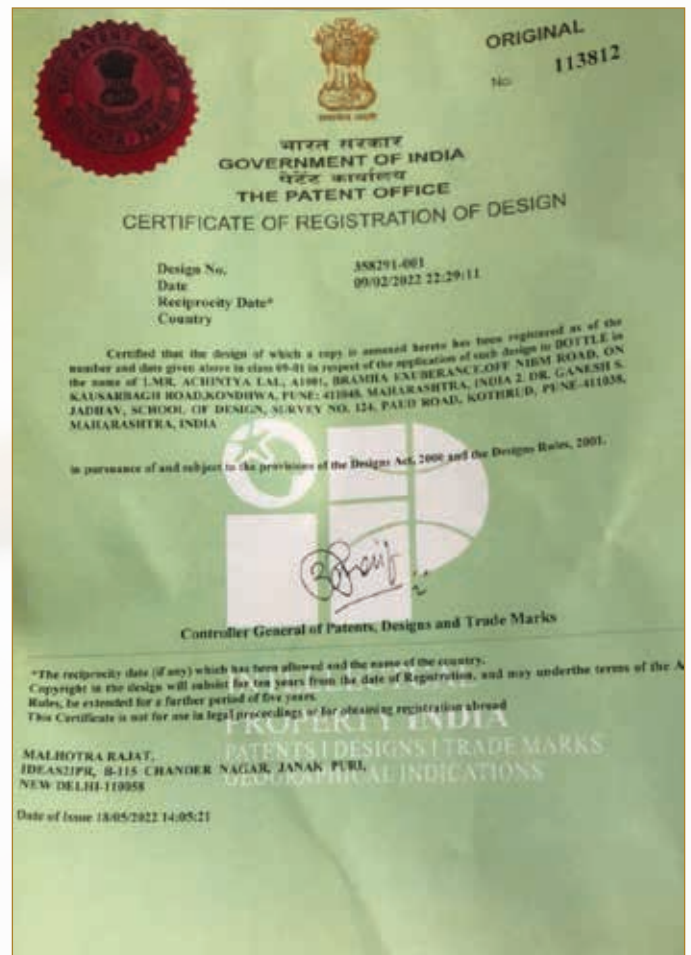 ORIGINAL
No. 113812
THE PATENT OFFICE
भारत सरकार
GOVERNMENT OF INDIA
पेटेंट कार्यालय
THE PATENT OFFICE
CERTIFICATE OF REGISTRATION OF DESIGN
Design No. 358291-001
Date 09/02/2022 22:29:11
Reciprocity Date*
Country
Certified that the design of which a copy is annexed hereto has been registered as of the
number and date given above in class 09-01 in respect of the application of such design to BOTTLE in
the name of 1.MR. ACHINTYA LAL, A1001, BRAMHA EXUBERANCE,OFF NIBM ROAD, ON
KAUSARBAGH ROAD,KONDHWA, PUNE: 411048, MAHARASHTRA, INDIA 2. DR. GANESH S.
JADHAV, SCHOOL OF DESIGN, SURVEY NO. 124, PAUD ROAD, KOTHRUD, PUNE-411038,
MAHARASHTRA, INDIA
in pursuance of and subject to the provisions of the Designs Act, 2000 and the Designs Rules, 2001.
Controller General of Patents, Designs and Trade Marks
*The reciprocity date (if any) which has been allowed and the name of the country.
Copyright in the design will subsist for ten years from the date of Registration, and may underthe terms of the A
Rules, be extended for a further period of five years.
This Certificate is not for use in legal proceedings or for obtaining registration abroad
PROPERTY INDIA
PATENTS | DESIGNS | TRADE MARKS
GEOGRAPHICAL INDICATIONS
MALHOTRA RAJAT,
IDEAS2IPR, B-115 CHANDER NAGAR, JANAK PURI,
NEW DELHI-110058
Date of Issue 18/05/2022 14:05:21